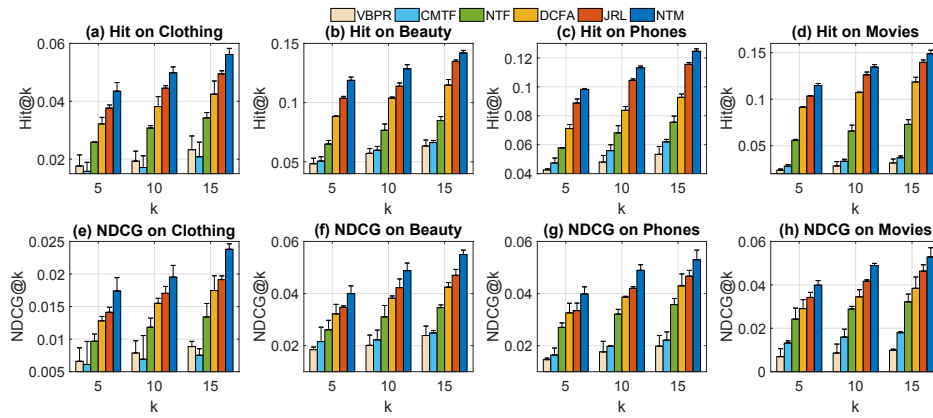 VBPR CMTF NTF DCFA JRL NTM
(a) Hit on Clothing
(b) Hit on Beauty
(c) Hit on Phones
(d) Hit on Movies
Hit@k
0.06
0.04
0.02
5 10 15
k
Hit@k
0.15
0.1
0.05
5 10 15
k
Hit@k
0.12
0.1
0.08
0.06
0.04
5 10 15
k
Hit@k
0.15
0.1
0.05
5 10 15
k
(e) NDCG on Clothing
(f) NDCG on Beauty
(g) NDCG on Phones
(h) NDCG on Movies
NDCG@k
0.025
0.02
0.015
0.01
0.005
5 10 15
k
NDCG@k
0.06
0.04
0.02
5 10 15
k
NDCG@k
0.06
0.04
0.02
5 10 15
k
NDCG@k
0.06
0.04
0.02
0
5 10 15
k